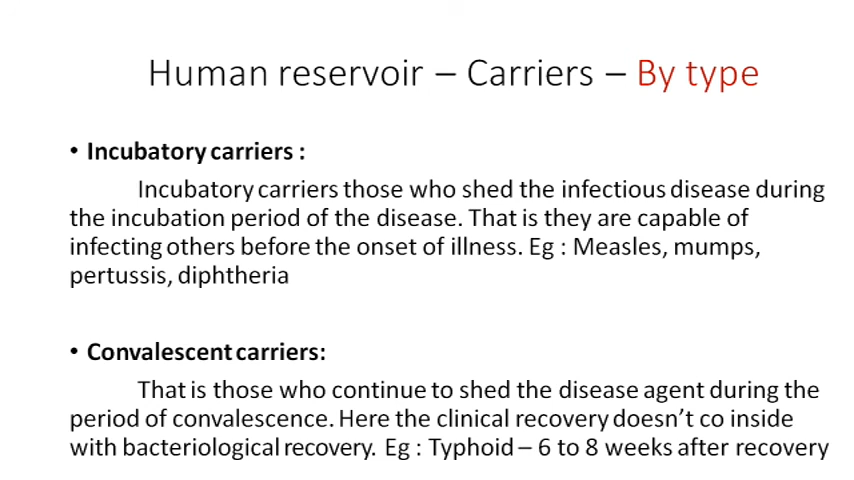 Human reservoir – Carriers – By type
• Incubatory carriers :
Incubatory carriers those who shed the infectious disease during
the incubation period of the disease. That is they are capable of
infecting others before the onset of illness. Eg : Measles, mumps,
pertussis, diphtheria
• Convalescent carriers:
That is those who continue to shed the disease agent during the
period of convalescence. Here the clinical recovery doesn’t co inside
with bacteriological recovery. Eg : Typhoid – 6 to 8 weeks after recovery